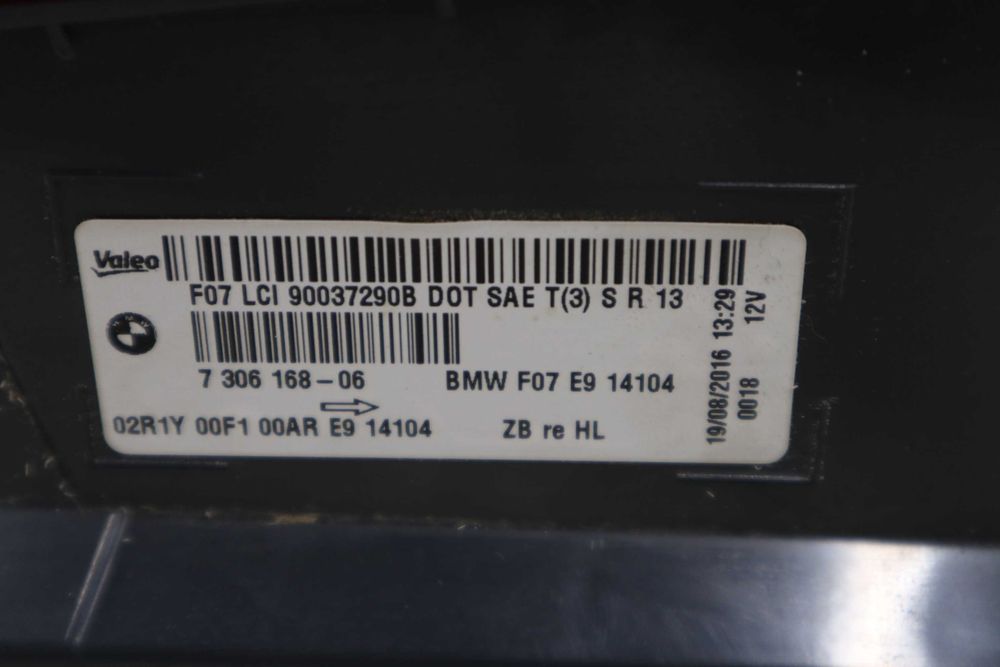 Valeo
F07 LCI 90037290B DOT SAE T(3) S R 13
7 306 168-06
BMW F07 E9 14104
02R1Y 00F1 00AR E9 14104
ZB re HL
19/08/2016 13:29
0018 12V